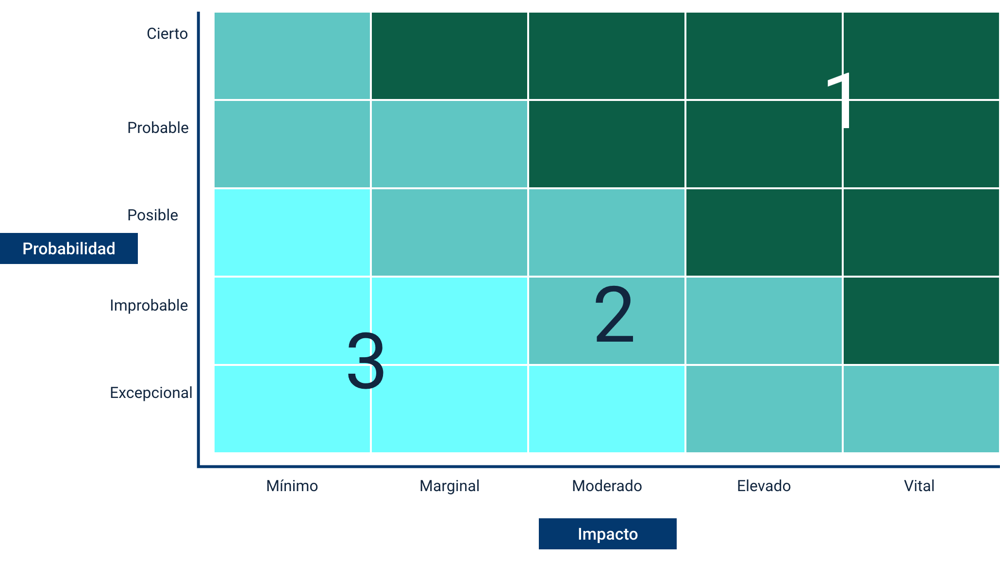 Cierto
1
Probable
Posible
Probabilidad
2
Improbable
3
Excepcional
Mínimo
Marginal
Moderado
Elevado
Vital
Impacto